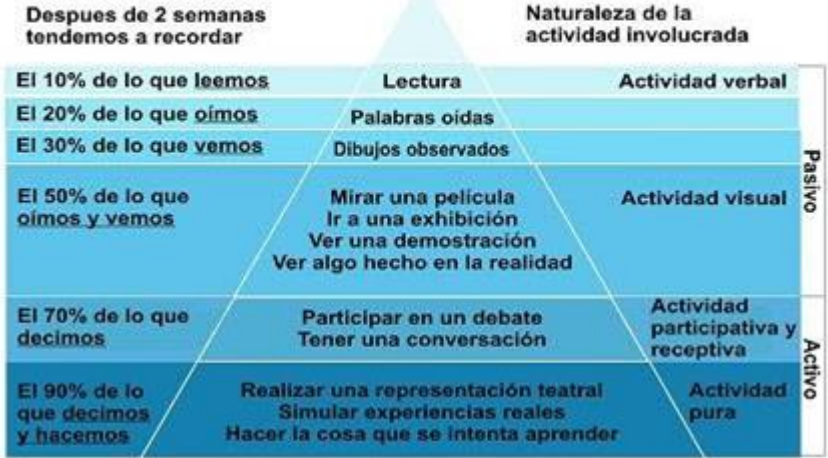 Despues de 2 semanas
tendemos a recordar
Naturaleza de la
actividad involucrada
El 10% de lo que leemos
Lectura
Actividad verbal
El 20% de lo que oímos
Palabras oídas
El 30% de lo que vemos
Dibujos observados
El 50% de lo que
oímos y vemos
Mirar una película
Ir a una exhibición
Ver una demostración
Ver algo hecho en la realidad
Actividad visual
Pasivo
El 70% de lo que
decimos
Participar en un debate
Tener una conversación
Actividad
participativa y
receptiva
El 90% de lo
que decimos
y hacemos
Realizar una representación teatral
Simular experiencias reales
Hacer la cosa que se intenta aprender
Actividad
pura
Activo